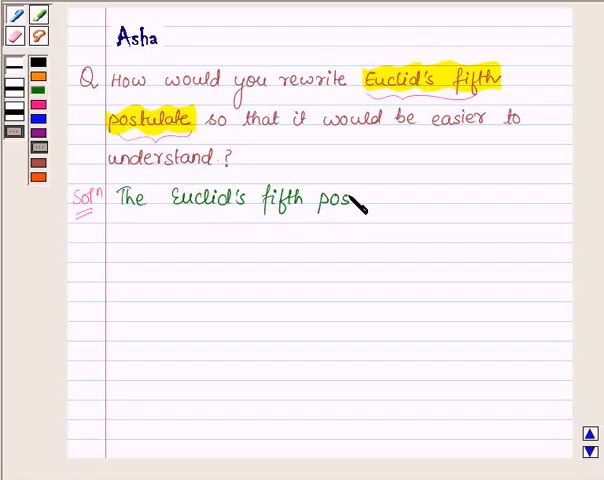 Asha
Q How would you rewrite Euclid's fifth
postulate, so that it would be easier to
understand.?
Solⁿ The Euclid's fifth pos